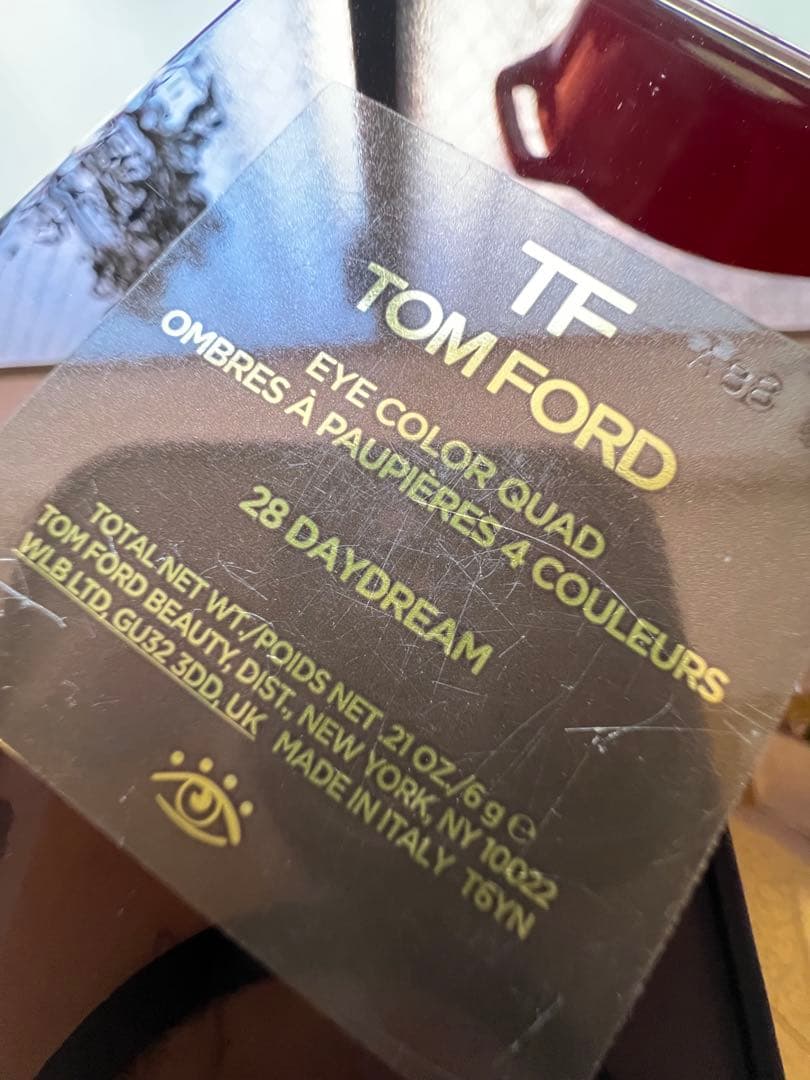 TF
TOM FORD
EYE COLOR QUAD
OMBRES À PAUPIÈRES 4 COULEURS
28 DAYDREAM
TOTAL NET WT./POIDS NET .21 OZ./6 g ℮
TOM FORD BEAUTY, DIST., NEW YORK, NY 10022
WLB LTD, GU32 3DD, UK MADE IN ITALY T6YN